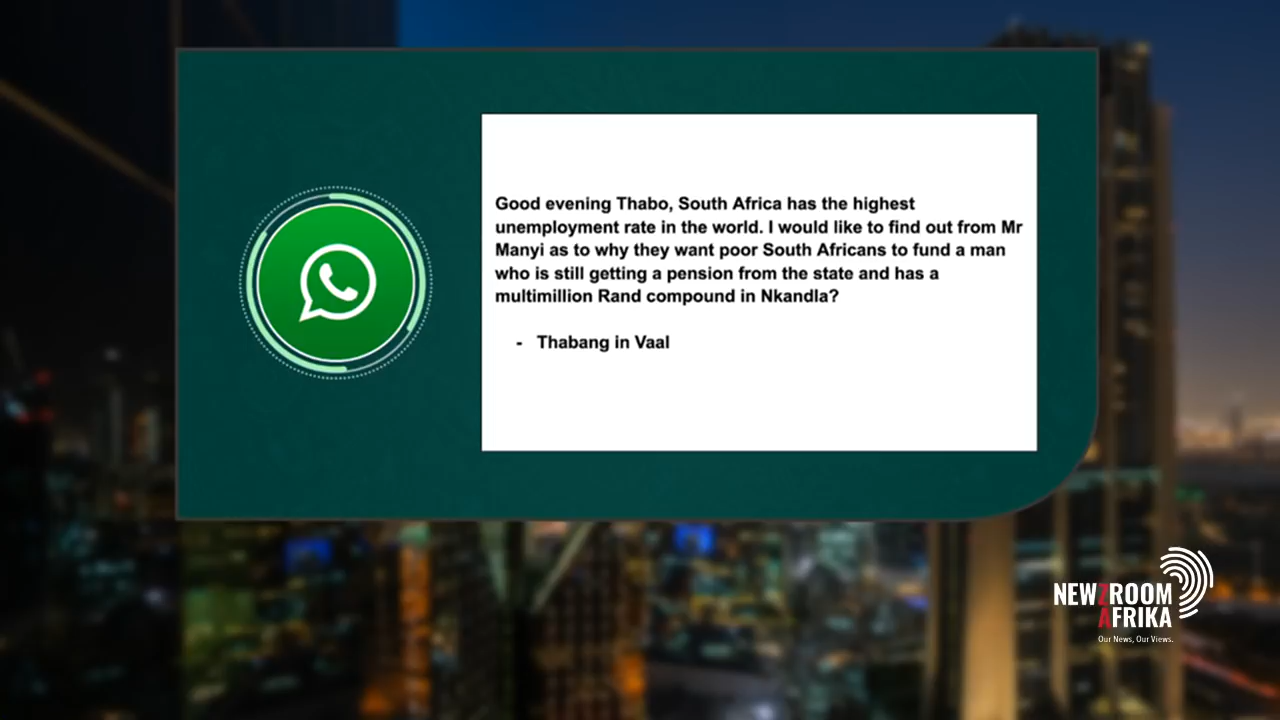 Good evening Thabo, South Africa has the highest
unemployment rate in the world. I would like to find out from Mr
Manyi as to why they want poor South Africans to fund a man
who is still getting a pension from the state and has a
multimillion Rand compound in Nkandla?
- Thabang in Vaal
NEWZROOM
AFRIKA
Our News, Our Views.